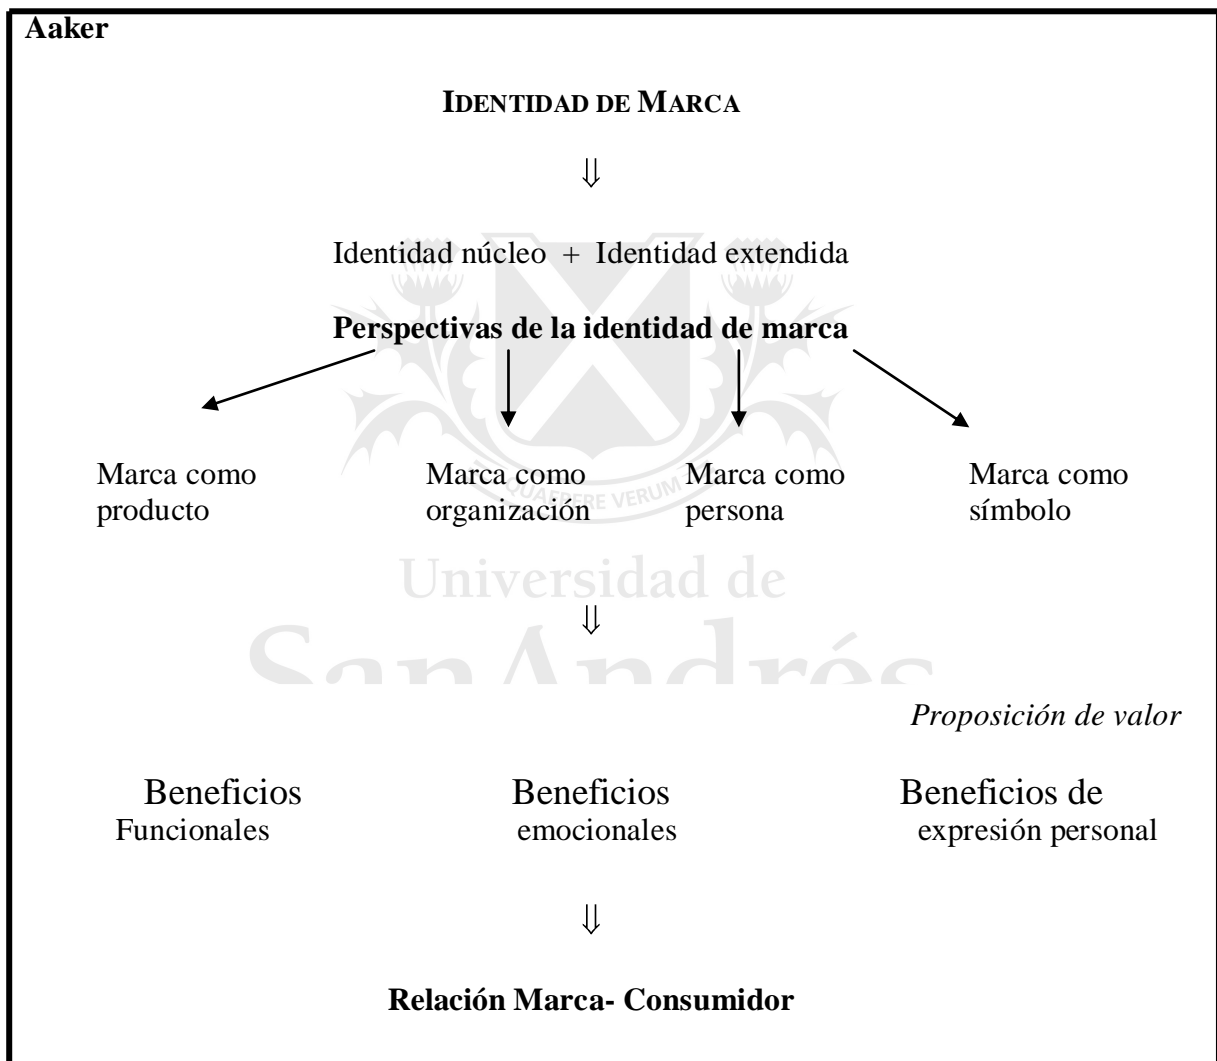 Aaker
IDENTIDAD DE MARCA
⇓
Identidad núcleo + Identidad extendida
Perspectivas de la identidad de marca
Marca como Marca como Marca como Marca como
producto organización persona símbolo
QUAERERE VERUM
Universidad de
⇓
SanAndrés
Proposición de valor
Beneficios Beneficios Beneficios de
Funcionales emocionales expresión personal
⇓
Relación Marca- Consumidor